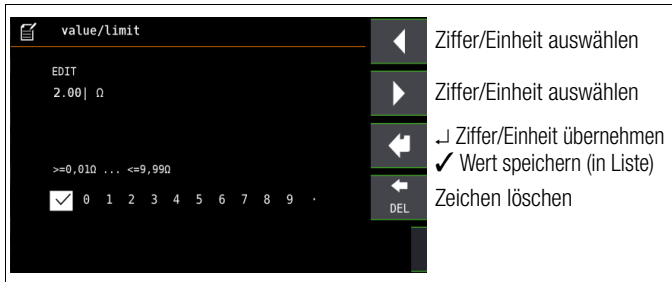 value/limit
Ziffer/Einheit auswählen
EDIT
2.00| Ω
Ziffer/Einheit auswählen
↵ Ziffer/Einheit übernehmen
✓ Wert speichern (in Liste)
>=0,01Ω ... <=9,99Ω
✓ 0 1 2 3 4 5 6 7 8 9 .
DEL
Zeichen löschen